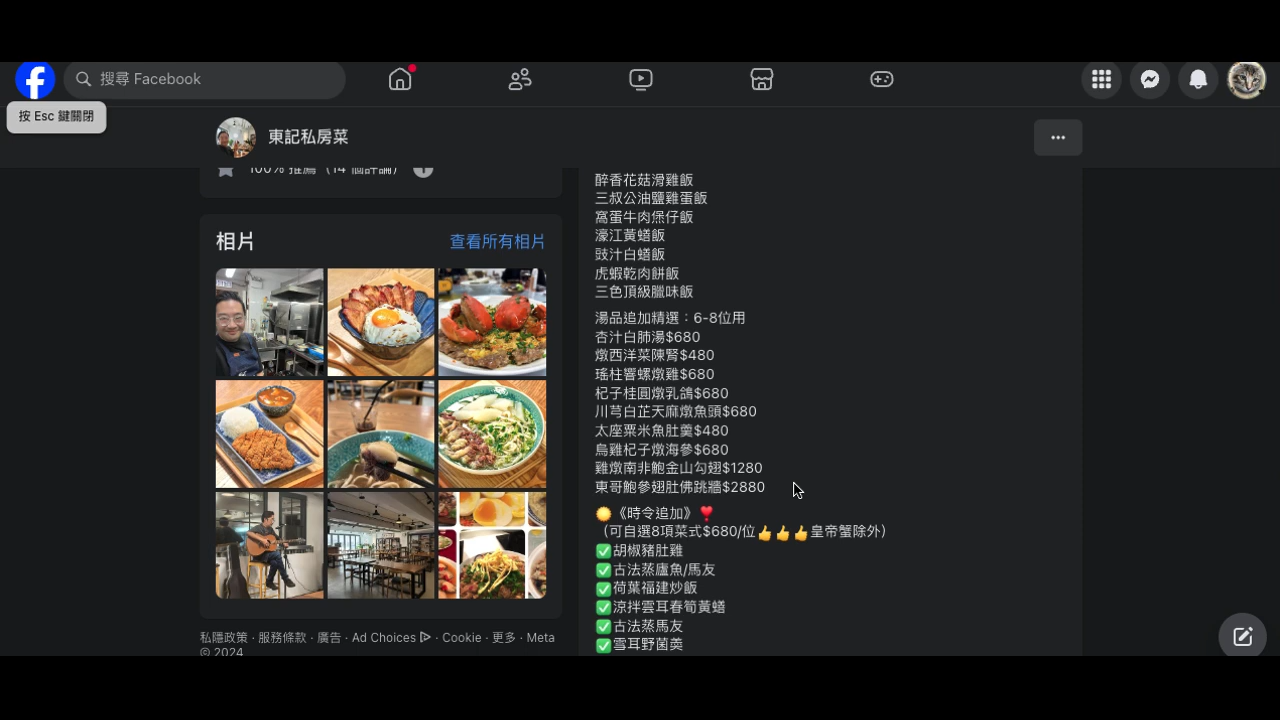 搜尋 Facebook
按 Esc 鍵關閉
東記私房菜
100% 推薦（14 個評論）
相片
查看所有相片
私隱政策 · 服務條款 · 廣告 · Ad Choices · Cookie · 更多 · Meta
© 2024
醉香花菇滑雞飯
三叔公油鹽雞蛋飯
窩蛋牛肉煲仔飯
濠江黃鱔飯
豉汁白鱔飯
虎蝦乾肉餅飯
三色頂級臘味飯
湯品追加精選：6-8位用
杏汁白肺湯$680
燉西洋菜陳腎$480
瑤柱響螺燉雞$680
杞子桂圓燉乳鴿$680
川芎白芷天麻燉魚頭$680
太座粟米魚肚羹$480
烏雞杞子燉海參$680
雞燉南非鮑金山勾翅$1280
東哥鮑參翅肚佛跳牆$2880
🌞《時令追加》❣️
（可自選8項菜式$680/位👍👍👍皇帝蟹除外）
✅胡椒豬肚雞
✅古法蒸廬魚/馬友
✅荷葉福建炒飯
✅涼拌雲耳春筍黃鱔
✅古法蒸馬友
✅雪耳野菌羮